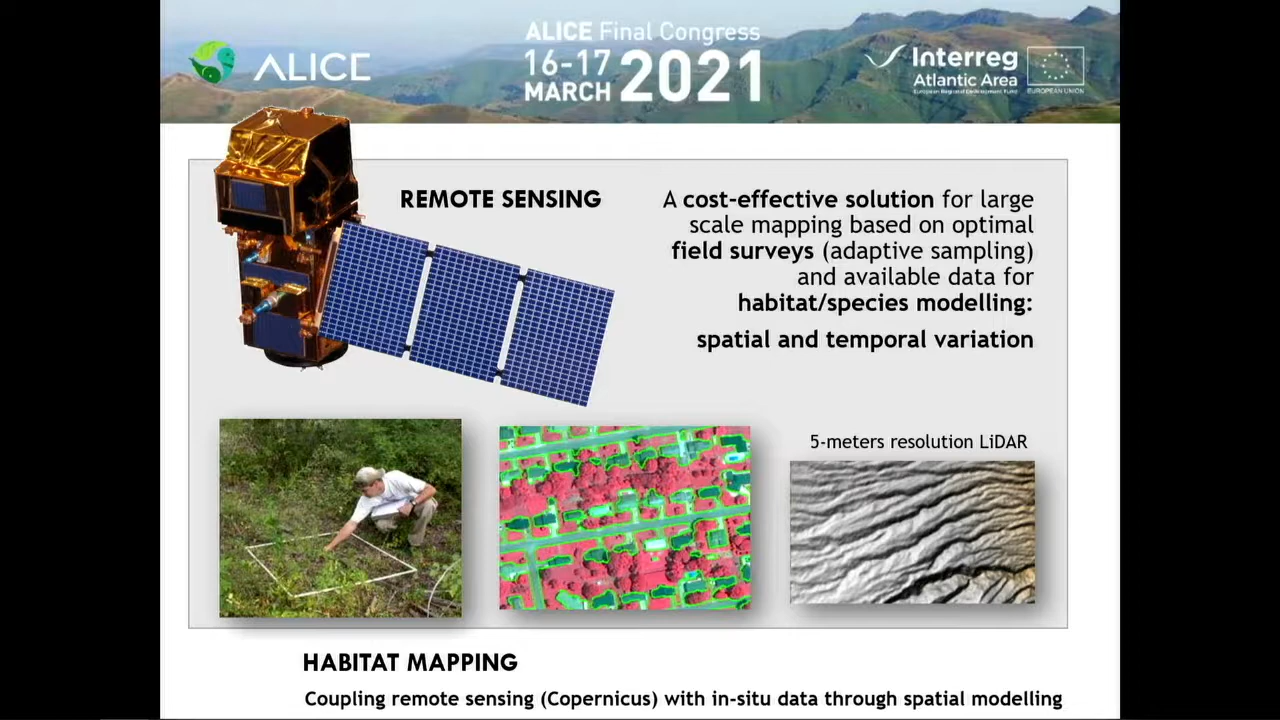 ALICE
ALICE Final Congress
16-17
MARCH 2021
Interreg
Atlantic Area
European Regional Development Fund
EUROPEAN UNION
REMOTE SENSING
A cost-effective solution for large
scale mapping based on optimal
field surveys (adaptive sampling)
and available data for
habitat/species modelling:
spatial and temporal variation
5-meters resolution LiDAR
HABITAT MAPPING
Coupling remote sensing (Copernicus) with in-situ data through spatial modelling